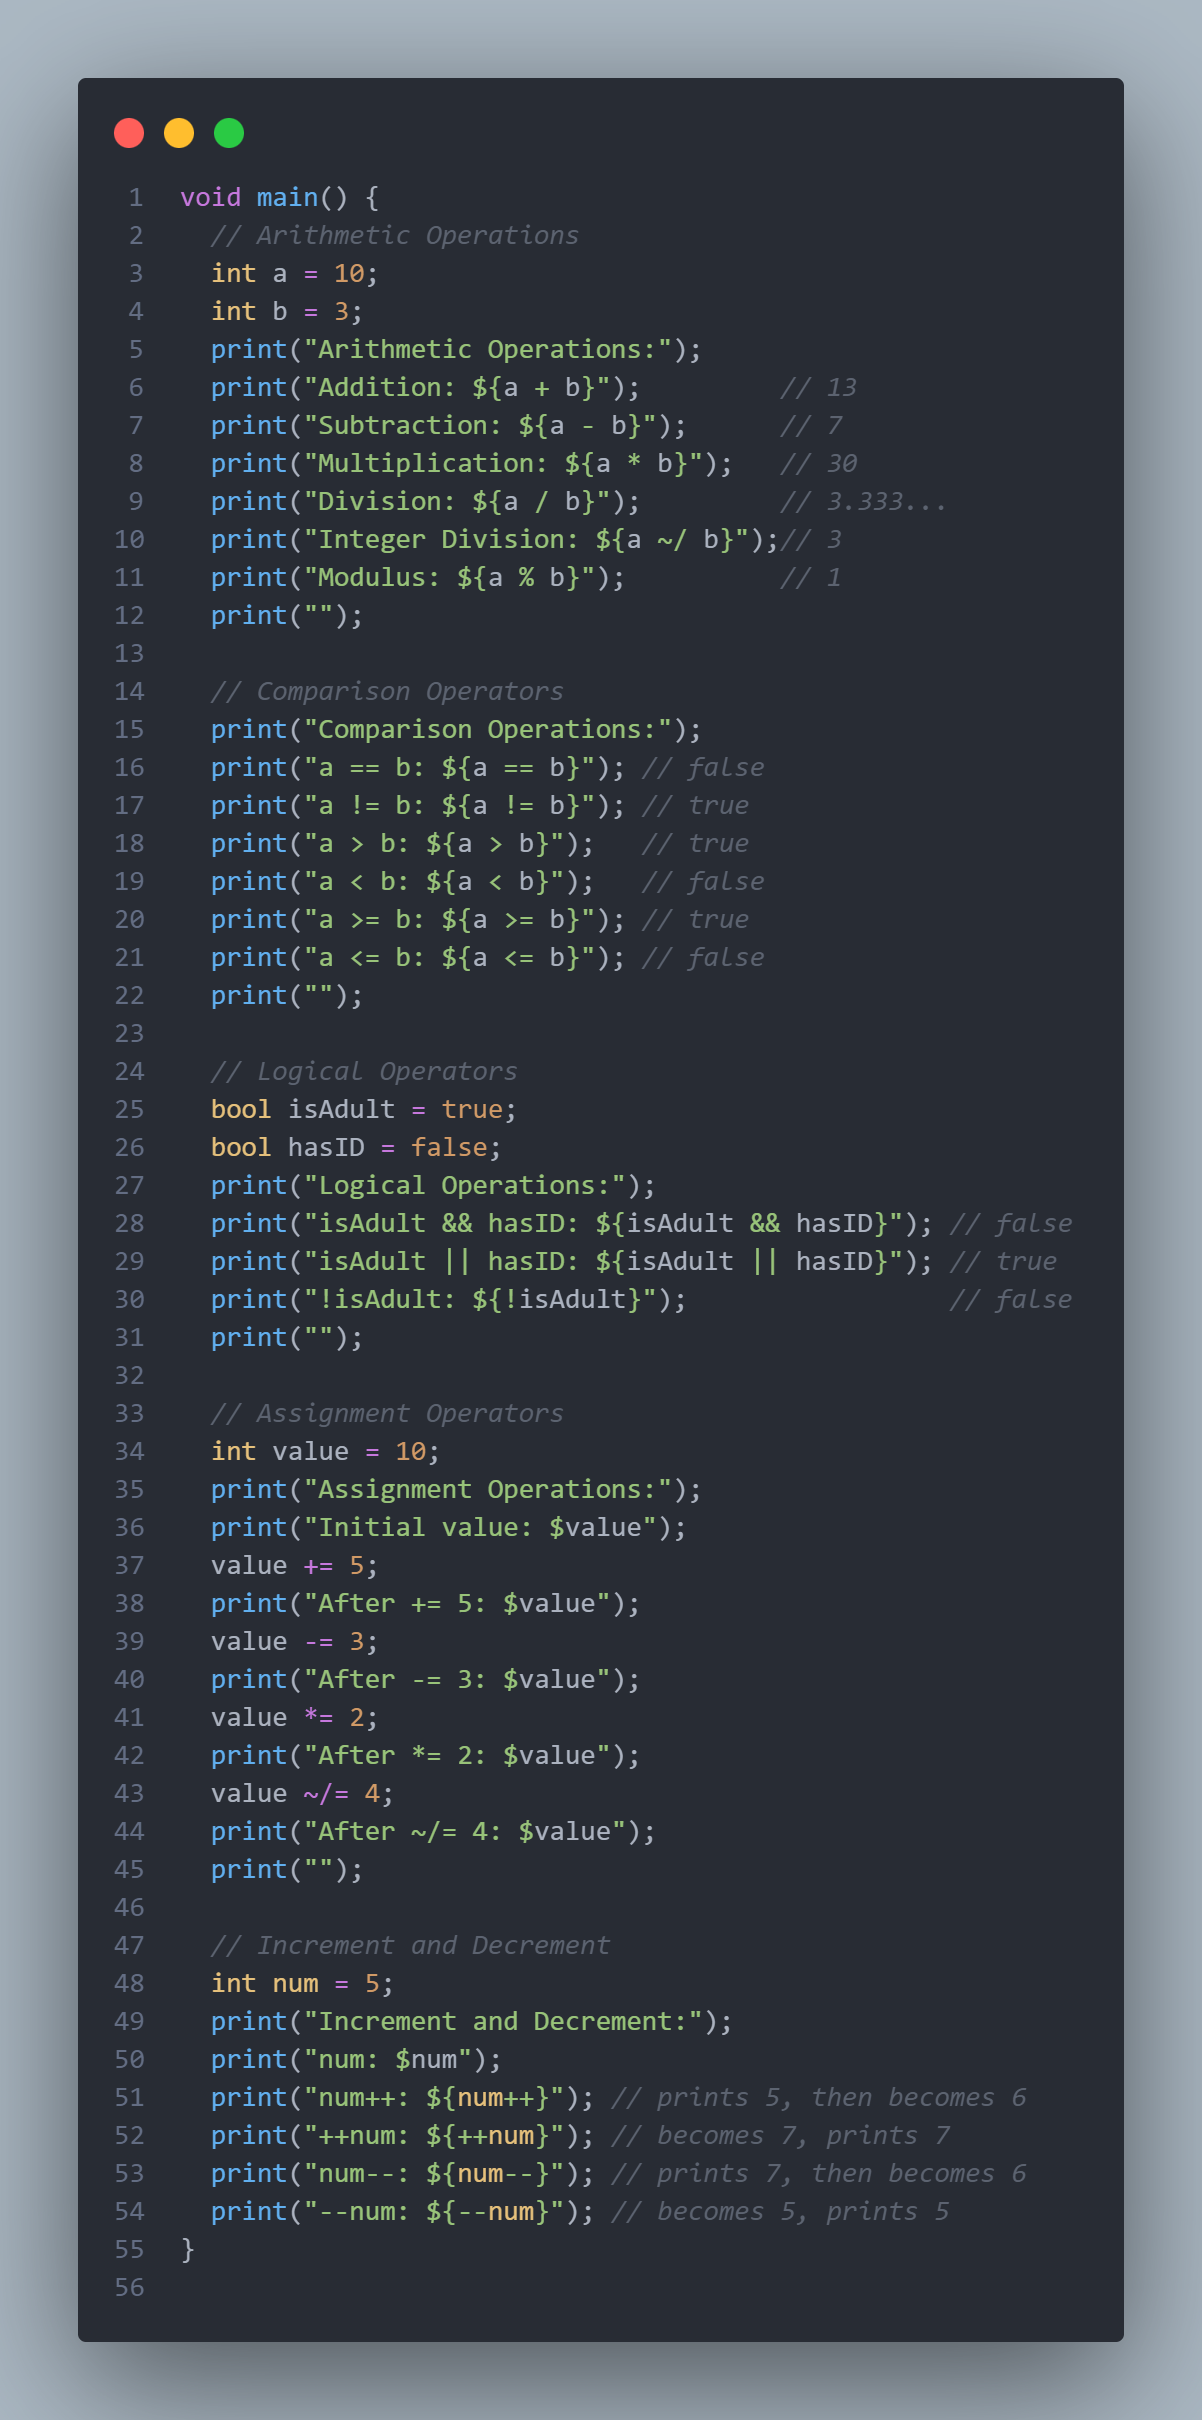 1 void main() {
2   // Arithmetic Operations
3   int a = 10;
4   int b = 3;
5   print("Arithmetic Operations:");
6   print("Addition: ${a + b}");         // 13
7   print("Subtraction: ${a - b}");      // 7
8   print("Multiplication: ${a * b}");   // 30
9   print("Division: ${a / b}");         // 3.333...
10   print("Integer Division: ${a ~/ b}");// 3
11   print("Modulus: ${a % b}");          // 1
12   print("");
13
14   // Comparison Operators
15   print("Comparison Operations:");
16   print("a == b: ${a == b}"); // false
17   print("a != b: ${a != b}"); // true
18   print("a > b: ${a > b}");   // true
19   print("a < b: ${a < b}");   // false
20   print("a >= b: ${a >= b}"); // true
21   print("a <= b: ${a <= b}"); // false
22   print("");
23
24   // Logical Operators
25   bool isAdult = true;
26   bool hasID = false;
27   print("Logical Operations:");
28   print("isAdult && hasID: ${isAdult && hasID}"); // false
29   print("isAdult || hasID: ${isAdult || hasID}"); // true
30   print("!isAdult: ${!isAdult}");                 // false
31   print("");
32
33   // Assignment Operators
34   int value = 10;
35   print("Assignment Operations:");
36   print("Initial value: $value");
37   value += 5;
38   print("After += 5: $value");
39   value -= 3;
40   print("After -= 3: $value");
41   value *= 2;
42   print("After *= 2: $value");
43   value ~/= 4;
44   print("After ~/= 4: $value");
45   print("");
46
47   // Increment and Decrement
48   int num = 5;
49   print("Increment and Decrement:");
50   print("num: $num");
51   print("num++: ${num++}"); // prints 5, then becomes 6
52   print("++num: ${++num}"); // becomes 7, prints 7
53   print("num--: ${num--}"); // prints 7, then becomes 6
54   print("--num: ${--num}"); // becomes 5, prints 5
55 }
56